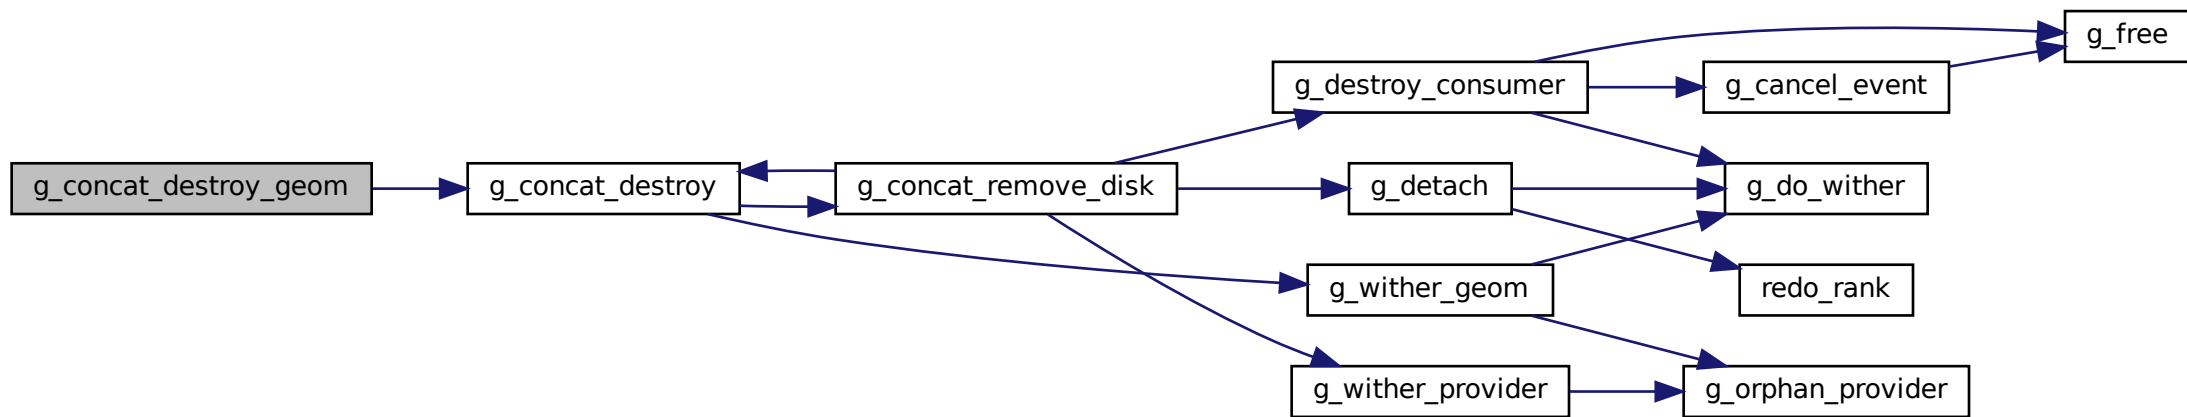 g_concat_destroy_geom
g_concat_destroy
g_concat_remove_disk
g_destroy_consumer
g_detach
g_wither_geom
g_wither_provider
g_cancel_event
g_do_wither
redo_rank
g_orphan_provider
g_free